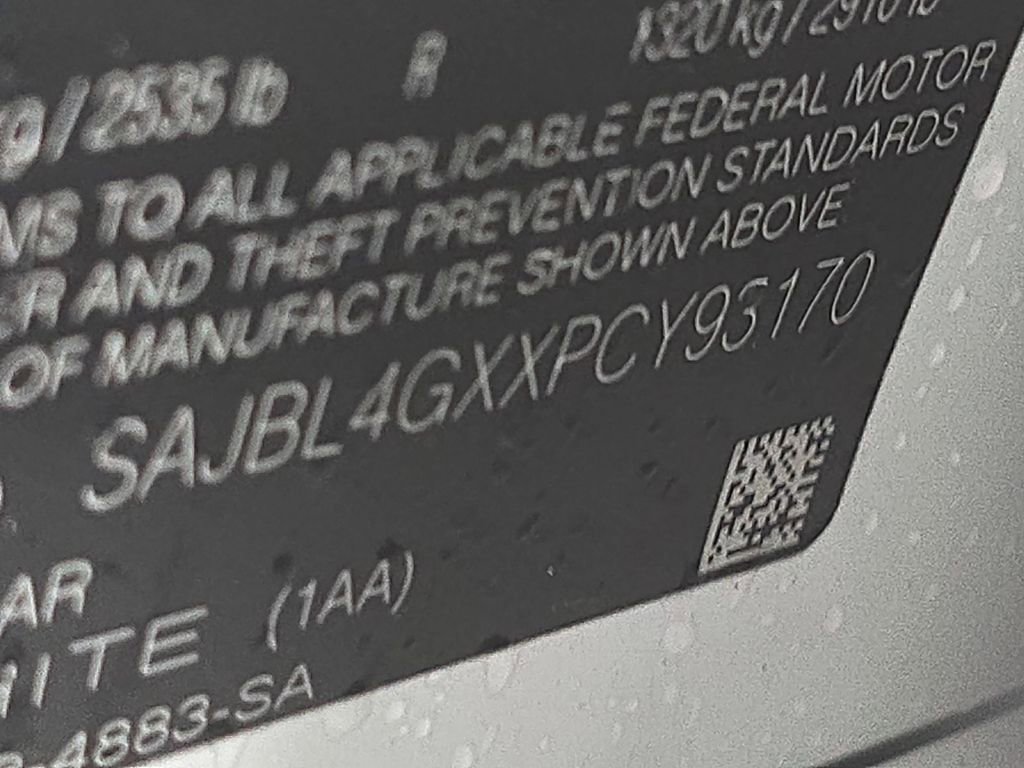 / 2535 lb R 1320 kg / 2910 lb
MS TO ALL APPLICABLE FEDERAL MOTOR
R AND THEFT PREVENTION STANDARDS
OF MANUFACTURE SHOWN ABOVE
SAJBL4GXXPCY93170
AR
ITE (1AA)
-4883-SA